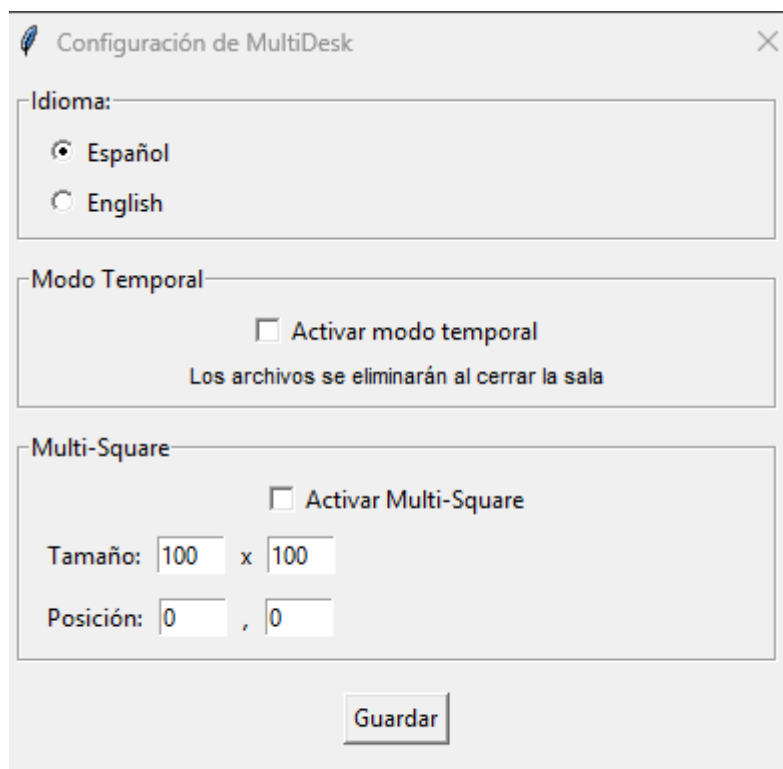 Configuración de MultiDesk
Idioma:
Español
English
Modo Temporal
Activar modo temporal
Los archivos se eliminarán al cerrar la sala
Multi-Square
Activar Multi-Square
Tamaño: 100 x 100
Posición: 0 , 0
Guardar